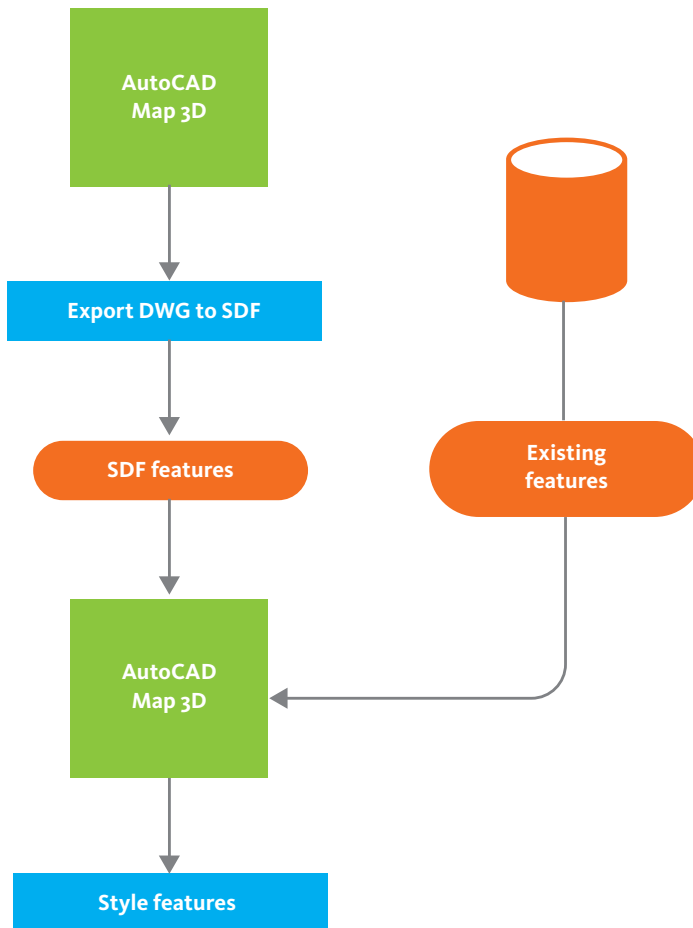 AutoCAD
Map 3D
Export DWG to SDF
SDF features
Existing
features
AutoCAD
Map 3D
Style features